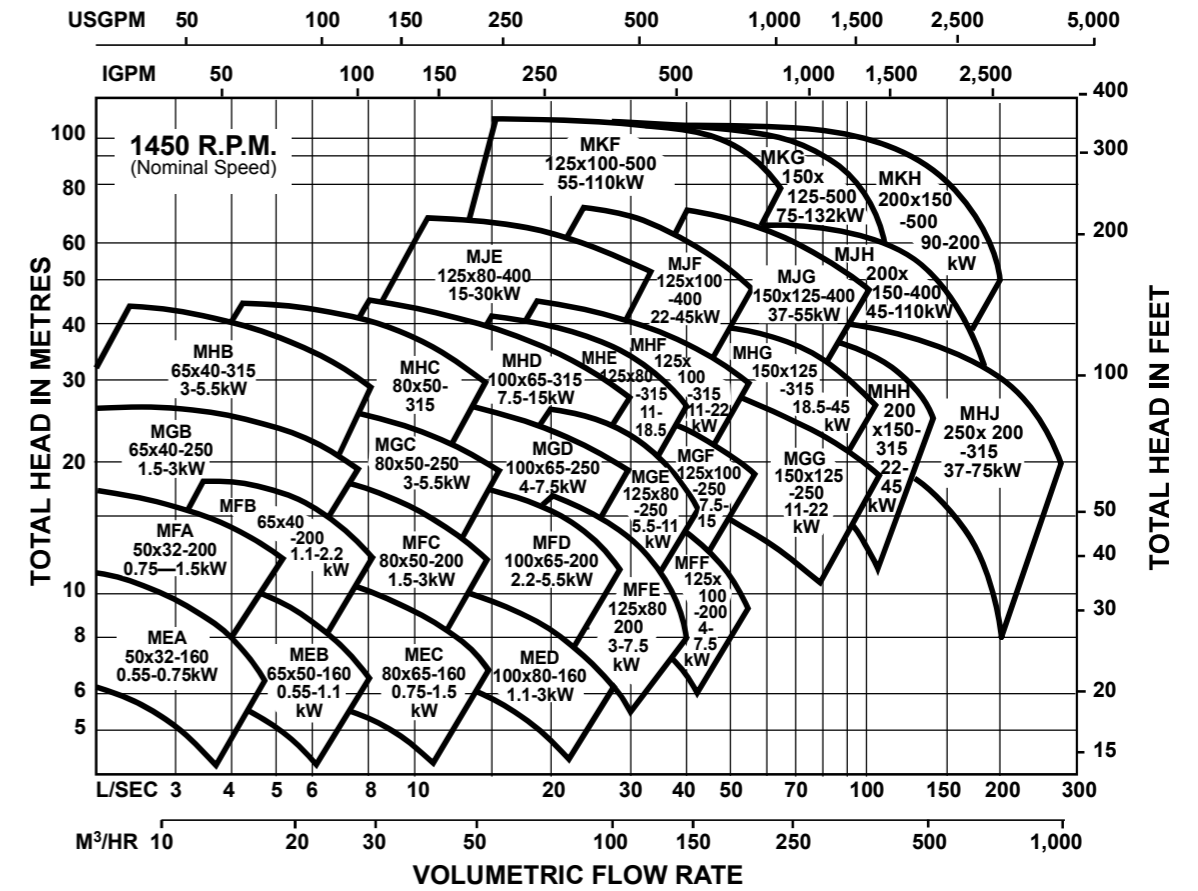 USGPM 50 100 150 250 500 1,000 1,500 2,500 5,000
IGPM 50 100 150 250 500 1,000 1,500 2,500
1450 R.P.M.
(Nominal Speed)
TOTAL HEAD IN METRES
100
80
60
50
40
30
20
10
8
6
5
TOTAL HEAD IN FEET
400
300
200
100
50
40
30
20
15
MKF
125x100-500
55-110kW
MKG
150x
125-500
75-132kW
MKH
200x150
-500
90-200
kW
MJE
125x80-400
15-30kW
MJF
125x100
-400
22-45kW
MJG
150x125-400
37-55kW
MJH
200x
150-400
45-110kW
MHB
65x40-315
3-5.5kW
MHC
80x50-
315
MHD
100x65-315
7.5-15kW
MHE
125x80
-315
11-
18.5
MHF
125x
100
-315
11-22
kW
MHG
150x125
-315
18.5-45
kW
MHH
200
x150-
315
22-
45
kW
MHJ
250x 200
-315
37-75kW
MGB
65x40-250
1.5-3kW
MGC
80x50-250
3-5.5kW
MGD
100x65-250
4-7.5kW
MGE
125x80
-250
5.5-11
kW
MGF
125x100
-250
7.5-
15
MGG
150x125
-250
11-22
kW
MFA
50x32-200
0.75—1.5kW
MFB
65x40
-200
1.1-2.2
kW
MFC
80x50-200
1.5-3kW
MFD
100x65-200
2.2-5.5kW
MFE
125x80
200
3-7.5
kW
MFF
125x
100
-200
4-
7.5
kW
MEA
50x32-160
0.55-0.75kW
MEB
65x50-160
0.55-1.1
kW
MEC
80x65-160
0.75-1.5
kW
MED
100x80-160
1.1-3kW
L/SEC 3 4 5 6 8 10 20 30 40 50 70 100 150 200 300
M³/HR 10 20 30 50 100 150 250 500 1,000
VOLUMETRIC FLOW RATE